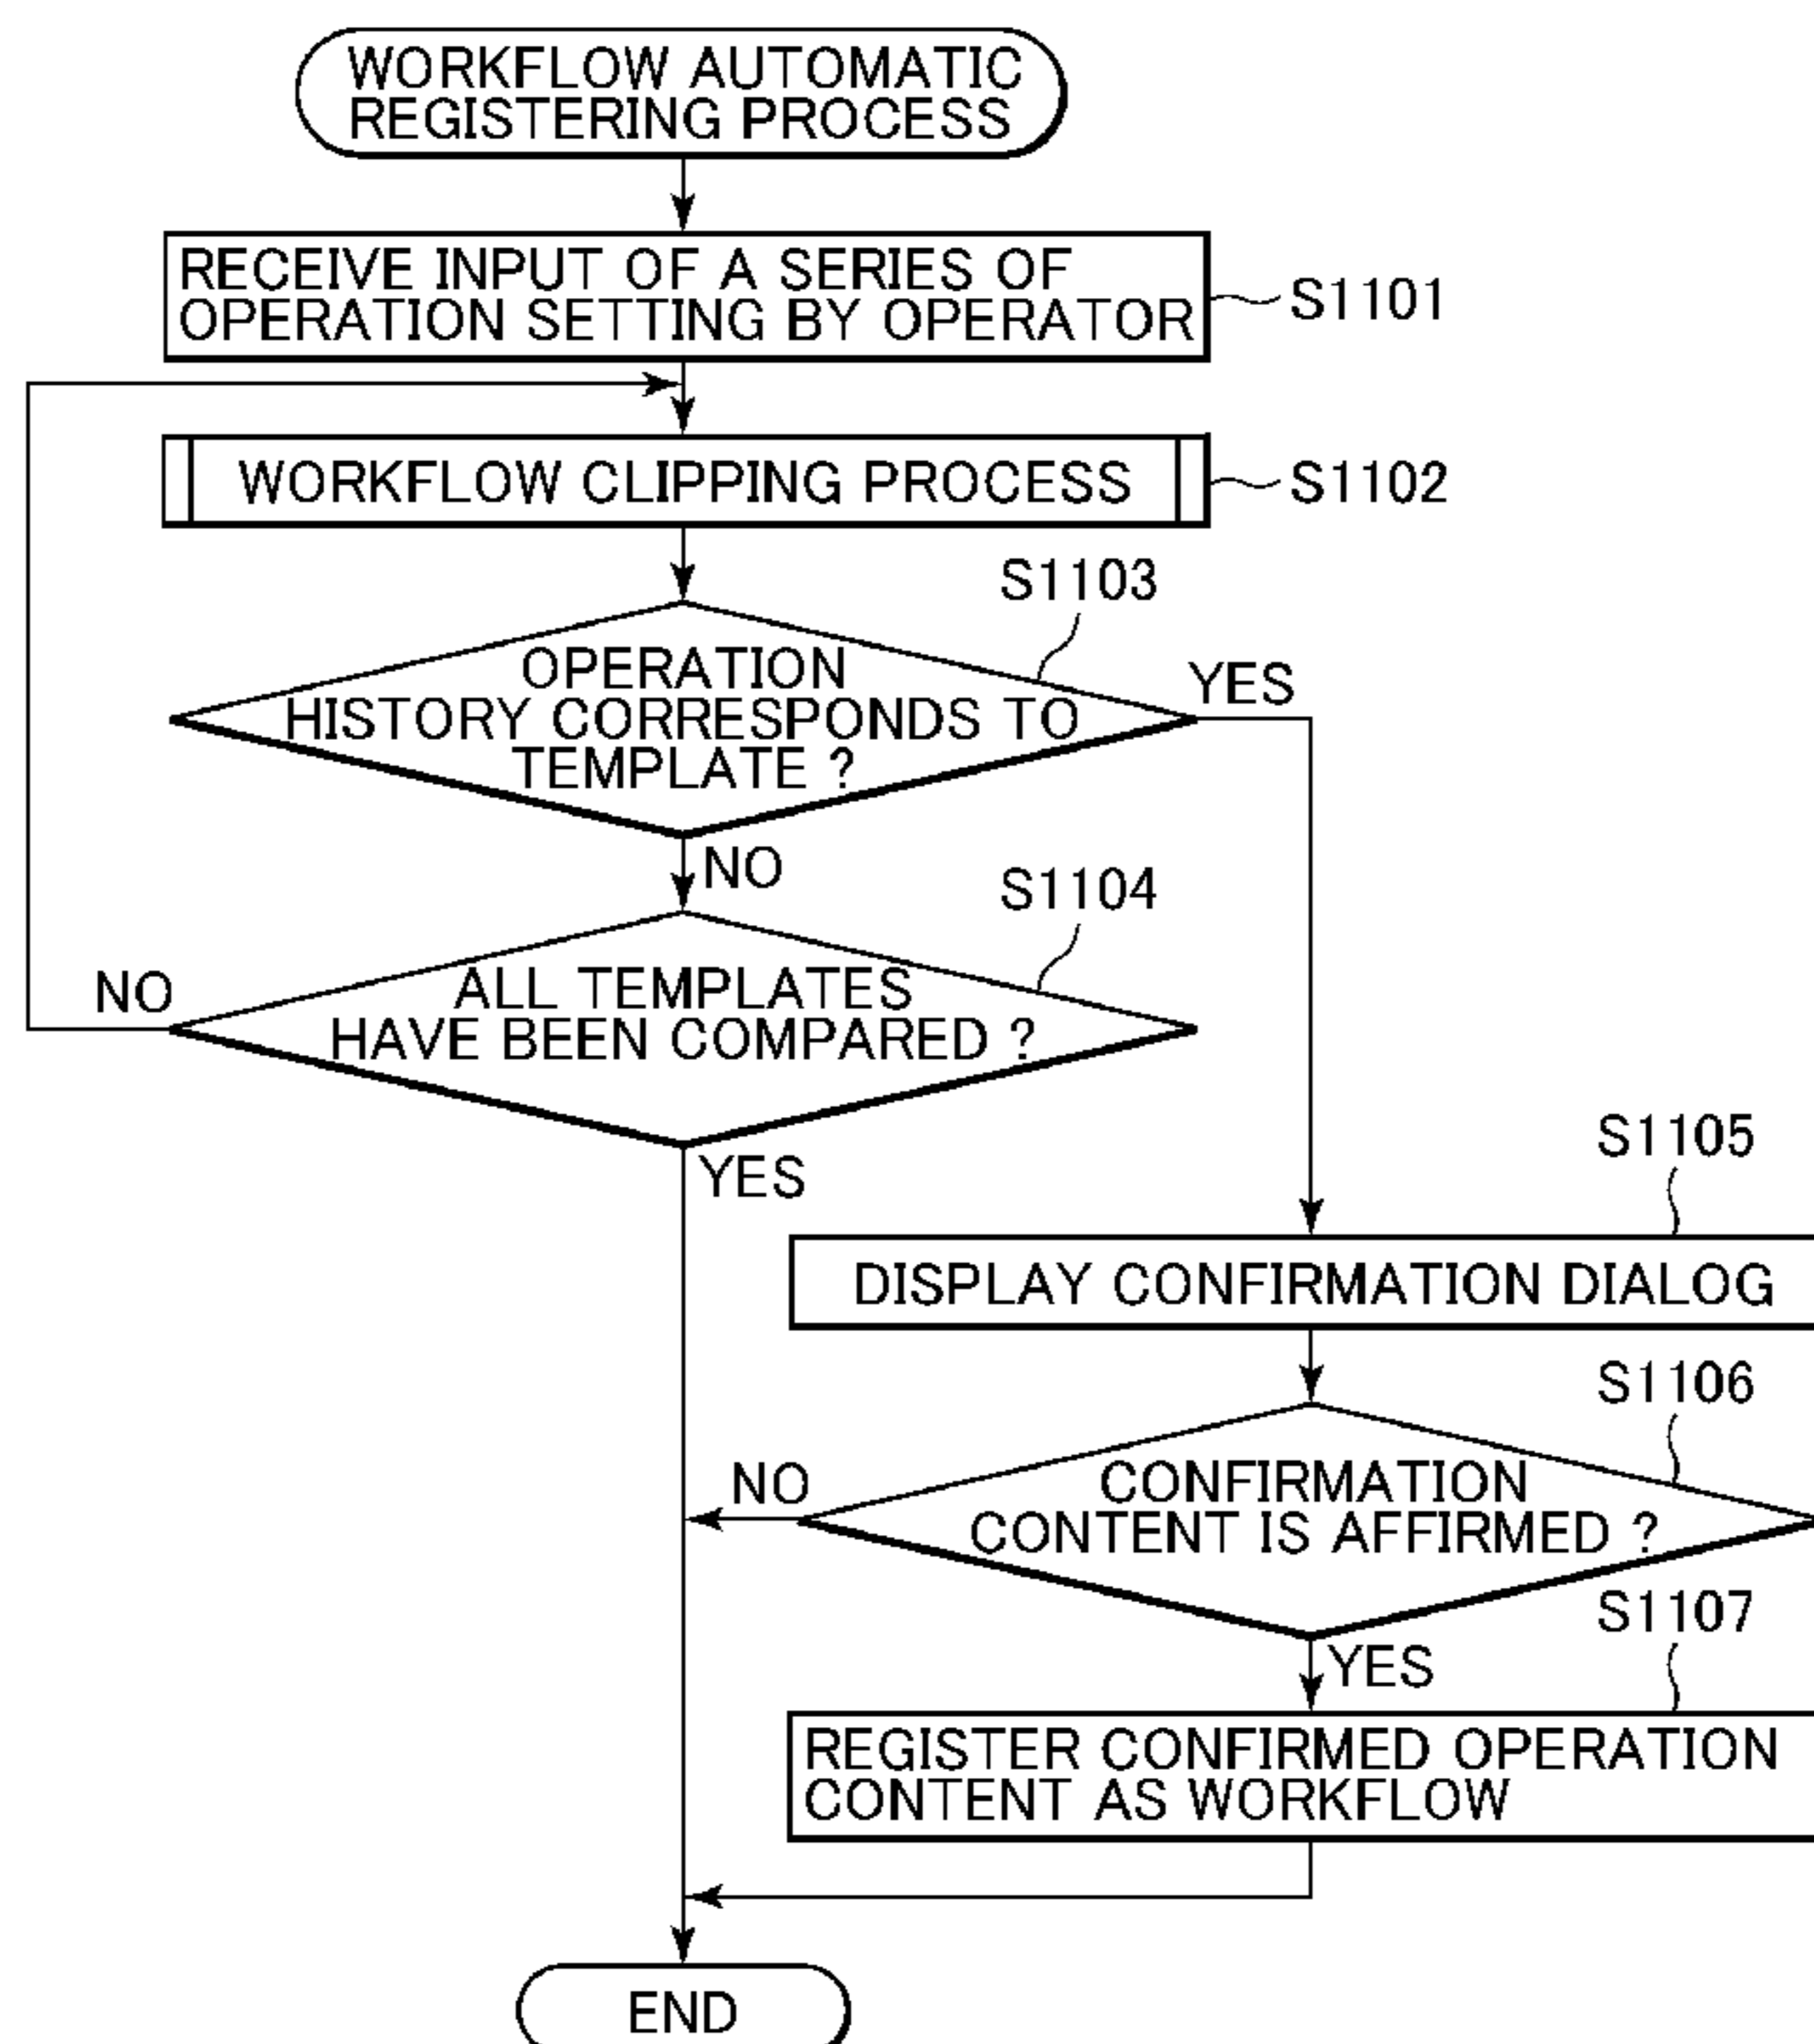 WORKFLOW AUTOMATIC
REGISTERING PROCESS
RECEIVE INPUT OF A SERIES OF
OPERATION SETTING BY OPERATOR
S1101
WORKFLOW CLIPPING PROCESS
S1102
S1103
OPERATION
HISTORY CORRESPONDS TO
TEMPLATE ?
YES
NO
S1104
ALL TEMPLATES
HAVE BEEN COMPARED ?
NO
YES
S1105
DISPLAY CONFIRMATION DIALOG
S1106
CONFIRMATION
CONTENT IS AFFIRMED ?
NO
YES
S1107
REGISTER CONFIRMED OPERATION
CONTENT AS WORKFLOW
END